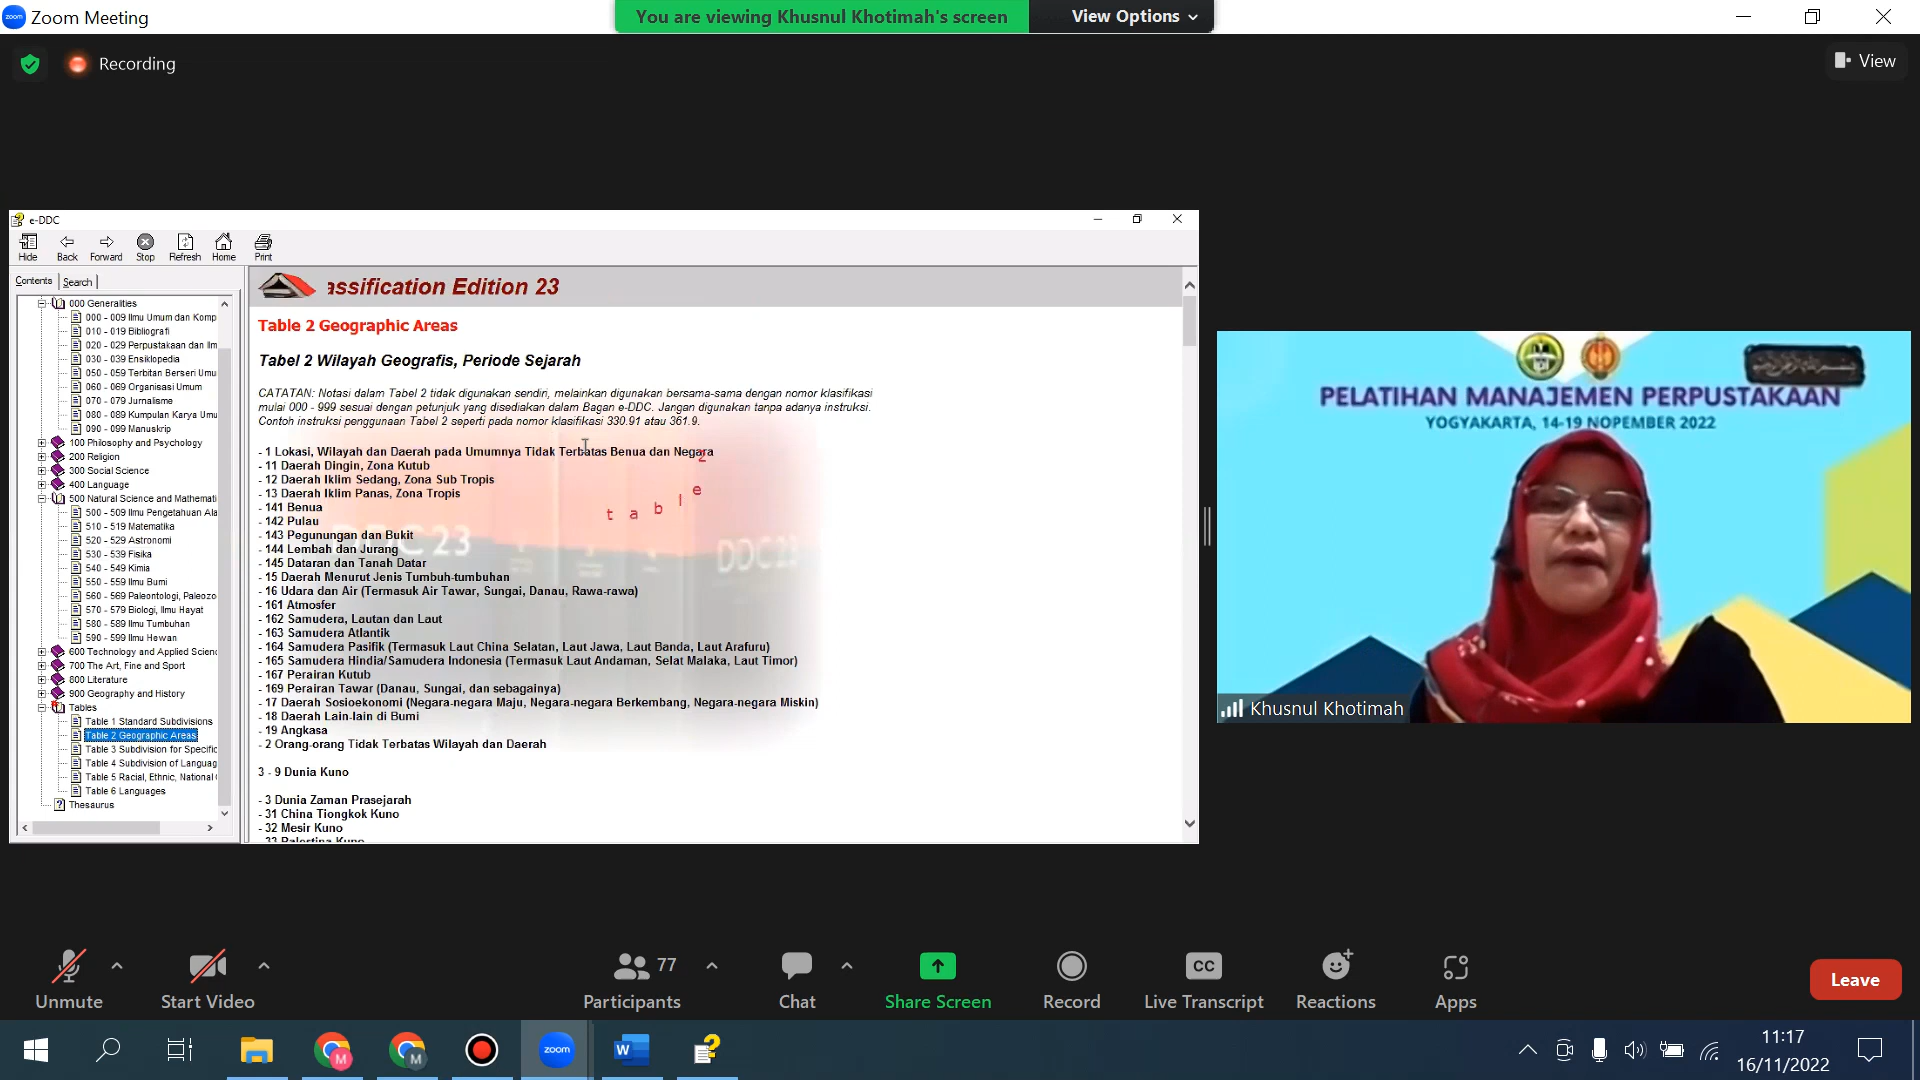 Zoom Meeting
You are viewing Khusnul Khotimah's screen
View Options
Recording
View
e-DDC
Hide
Back
Forward
Stop
Refresh
Home
Print
Contents
Search
000 Generalities
000 - 009 Ilmu Umum dan Komp
010 - 019 Bibliografi
020 - 029 Perpustakaan dan Ilm
030 - 039 Ensiklopedia
050 - 059 Terbitan Berseri Umu
060 - 069 Organisasi Umum
070 - 079 Jurnalisme
080 - 089 Kumpulan Karya Umu
090 - 099 Manuskrip
100 Philosophy and Psychology
200 Religion
300 Social Science
400 Language
500 Natural Science and Mathemati
500 - 509 Ilmu Pengetahuan Ala
510 - 519 Matematika
520 - 529 Astronomi
530 - 539 Fisika
540 - 549 Kimia
550 - 559 Ilmu Bumi
560 - 569 Paleontologi, Paleozo
570 - 579 Biologi, Ilmu Hayat
580 - 589 Ilmu Tumbuhan
590 - 599 Ilmu Hewan
600 Technology and Applied Scienc
700 The Art, Fine and Sport
800 Literature
900 Geography and History
Tables
Table 1 Standard Subdivisions
Table 2 Geographic Areas
Table 3 Subdivision for Specific
Table 4 Subdivision of Languag
Table 5 Racial, Ethnic, National
Table 6 Languages
Thesaurus
assification Edition 23
Table 2 Geographic Areas
Tabel 2 Wilayah Geografis, Periode Sejarah
CATATAN: Notasi dalam Tabel 2 tidak digunakan sendiri, melainkan digunakan bersama-sama dengan nomor klasifikasi
mulai 000 - 999 sesuai dengan petunjuk yang disediakan dalam Bagan e-DDC. Jangan digunakan tanpa adanya instruksi.
Contoh instruksi penggunaan Tabel 2 seperti pada nomor klasifikasi 330.91 atau 361.9.
- 1 Lokasi, Wilayah dan Daerah pada Umumnya Tidak Terbatas Benua dan Negara
- 11 Daerah Dingin, Zona Kutub
- 12 Daerah Iklim Sedang, Zona Sub Tropis
- 13 Daerah Iklim Panas, Zona Tropis
- 141 Benua
- 142 Pulau
- 143 Pegunungan dan Bukit
- 144 Lembah dan Jurang
- 145 Dataran dan Tanah Datar
- 15 Daerah Menurut Jenis Tumbuh-tumbuhan
- 16 Udara dan Air (Termasuk Air Tawar, Sungai, Danau, Rawa-rawa)
- 161 Atmosfer
- 162 Samudera, Lautan dan Laut
- 163 Samudera Atlantik
- 164 Samudera Pasifik (Termasuk Laut China Selatan, Laut Jawa, Laut Banda, Laut Arafuru)
- 165 Samudera Hindia/Samudera Indonesia (Termasuk Laut Andaman, Selat Malaka, Laut Timor)
- 167 Perairan Kutub
- 169 Perairan Tawar (Danau, Sungai, dan sebagainya)
- 17 Daerah Sosioekonomi (Negara-negara Maju, Negara-negara Berkembang, Negara-negara Miskin)
- 18 Daerah Lain-lain di Bumi
- 19 Angkasa
- 2 Orang-orang Tidak Terbatas Wilayah dan Daerah
3 - 9 Dunia Kuno
- 3 Dunia Zaman Prasejarah
- 31 China Tiongkok Kuno
- 32 Mesir Kuno
- 33 Palestina Kuno
table 2
DDC 23
DDC 23
PELATIHAN MANAJEMEN PERPUSTAKAAN
YOGYAKARTA, 14-19 NOPEMBER 2022
Khusnul Khotimah
Unmute
Start Video
77
Participants
Chat
Share Screen
Record
CC
Live Transcript
Reactions
Apps
Leave
M
M
zoom
W
11:17
16/11/2022